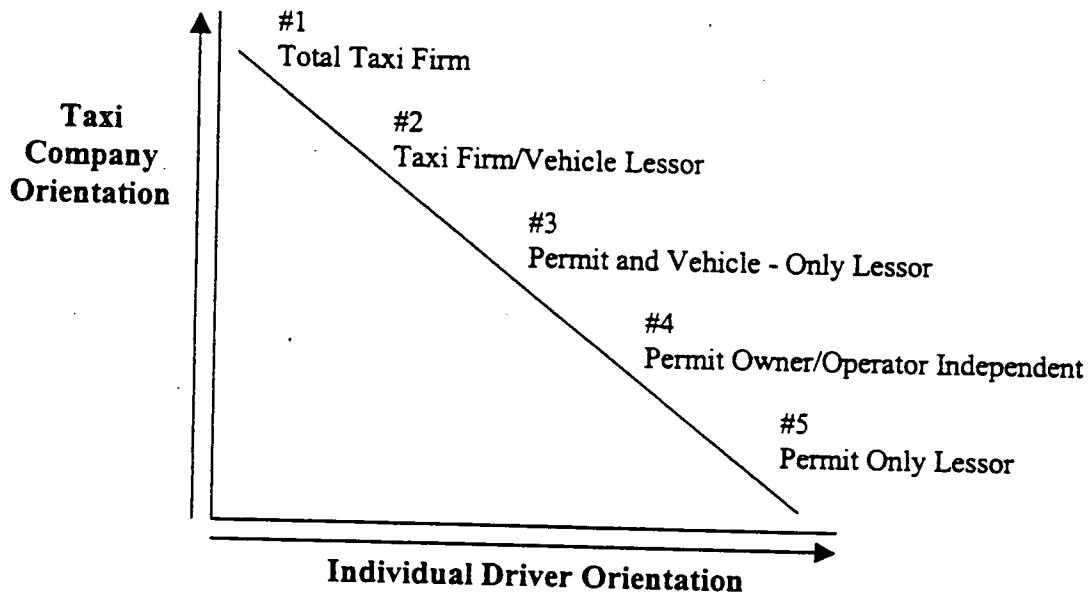 #1
Total Taxi Firm
Taxi
Company
Orientation
#2
Taxi Firm/Vehicle Lessor
#3
Permit and Vehicle - Only Lessor
#4
Permit Owner/Operator Independent
#5
Permit Only Lessor
Individual Driver Orientation